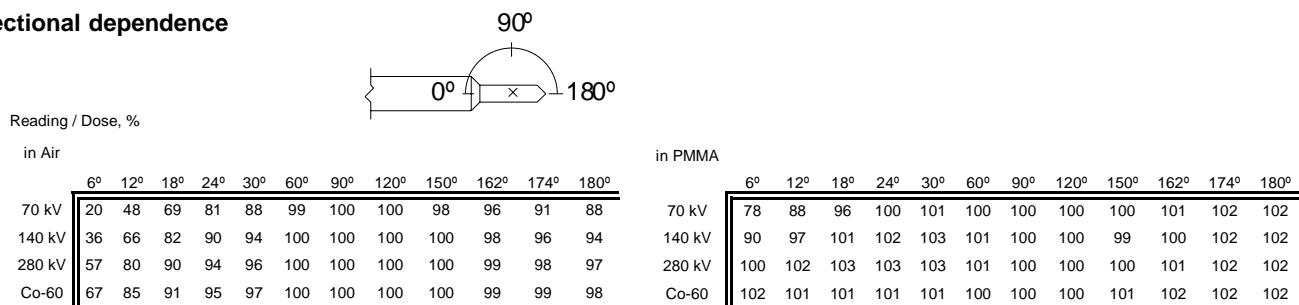 ectional dependence
90º
0º
180º
Reading / Dose, %
in Air
6º 12º 18º 24º 30º 60º 90º 120º 150º 162º 174º 180º
70 kV 20 48 69 81 88 99 100 100 98 96 91 88
140 kV 36 66 82 90 94 100 100 100 100 98 96 94
280 kV 57 80 90 94 96 100 100 100 100 99 98 97
Co-60 67 85 91 95 97 100 100 100 100 99 99 98
in PMMA
6º 12º 18º 24º 30º 60º 90º 120º 150º 162º 174º 180º
70 kV 78 88 96 100 101 100 100 100 100 101 102 102
140 kV 90 97 101 102 103 101 100 100 99 100 102 102
280 kV 100 102 103 103 103 101 100 100 100 101 102 102
Co-60 102 101 101 101 101 100 100 100 101 102 102 102